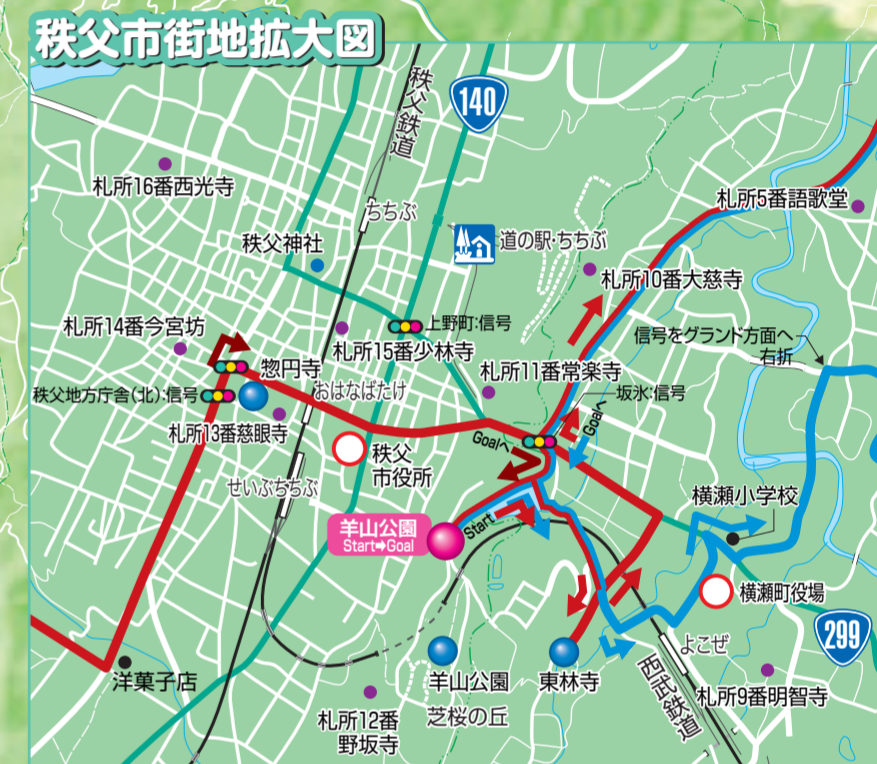 秩父市街地拡大図
秩父鉄道
140
札所16番西光寺
ちちぶ
札所5番語歌堂
秩父神社
道の駅・ちちぶ
札所10番大慈寺
札所14番今宮坊
上野町:信号
信号をグランド方面へ
右折
札所15番少林寺
惣円寺
札所11番常楽寺
おはなばたけ
坂氷:信号
秩父地方庁舎(北):信号
札所13番慈眼寺
Goalへ
Goalへ
秩父
市役所
せいぶちちぶ
横瀬小学校
羊山公園
Start➡Goal
Start
横瀬町役場
299
よこぜ
洋菓子店
羊山公園
芝桜の丘
東林寺
西武鉄道
札所9番明智寺
札所12番
野坂寺